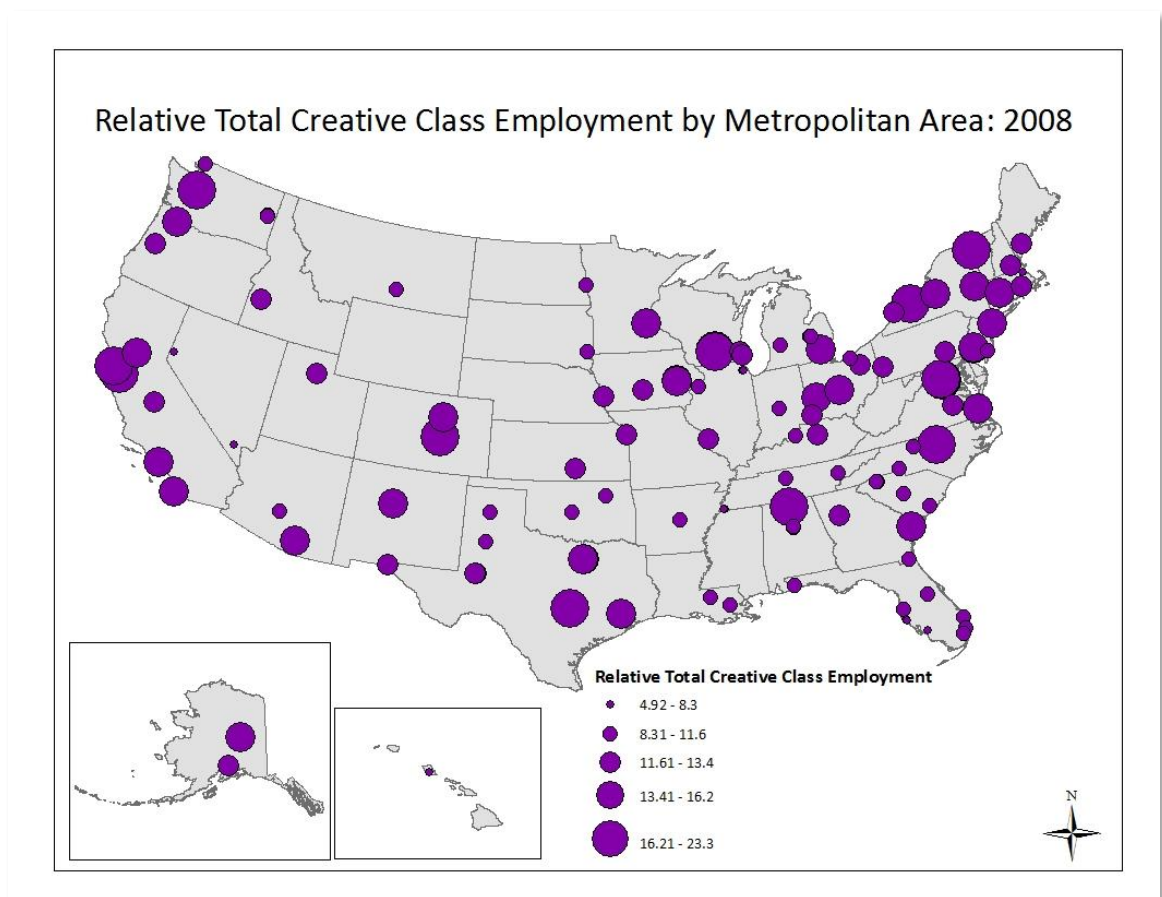 Relative Total Creative Class Employment by Metropolitan Area: 2008
Relative Total Creative Class Employment
4.92 - 8.3
8.31 - 11.6
11.61 - 13.4
13.41 - 16.2
16.21 - 23.3
N